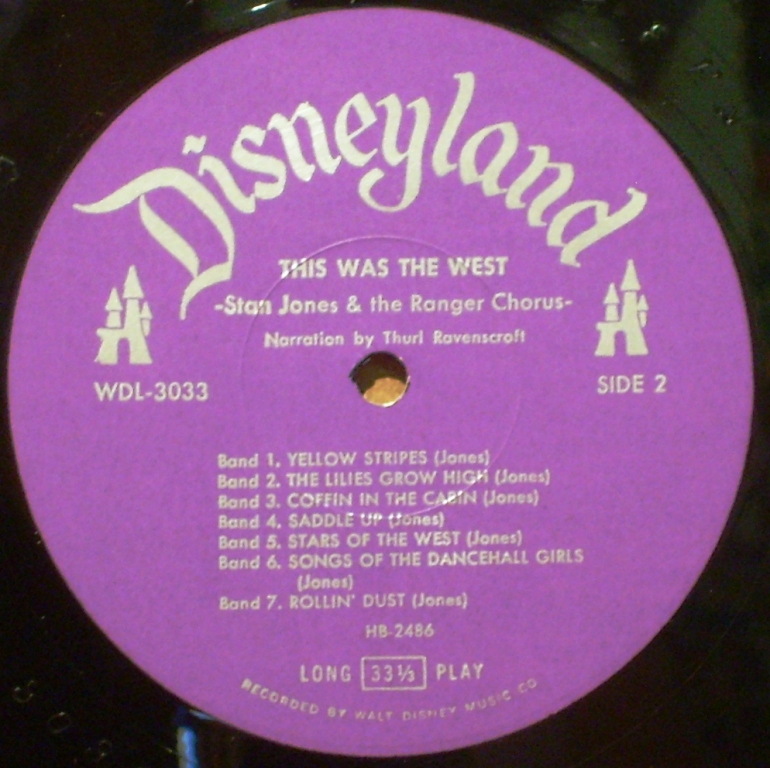 Disneyland
THIS WAS THE WEST
-Stan Jones & the Ranger Chorus-
Narration by Thurl Ravenscroft
WDL-3033
SIDE 2
Band 1. YELLOW STRIPES (Jones)
Band 2. THE LILIES GROW HIGH (Jones)
Band 3. COFFIN IN THE CABIN (Jones)
Band 4. SADDLE UP (Jones)
Band 5. STARS OF THE WEST (Jones)
Band 6. SONGS OF THE DANCEHALL GIRLS
(Jones)
Band 7. ROLLIN' DUST (Jones)
HB-2486
LONG 33⅓ PLAY
RECORDED BY WALT DISNEY MUSIC CO